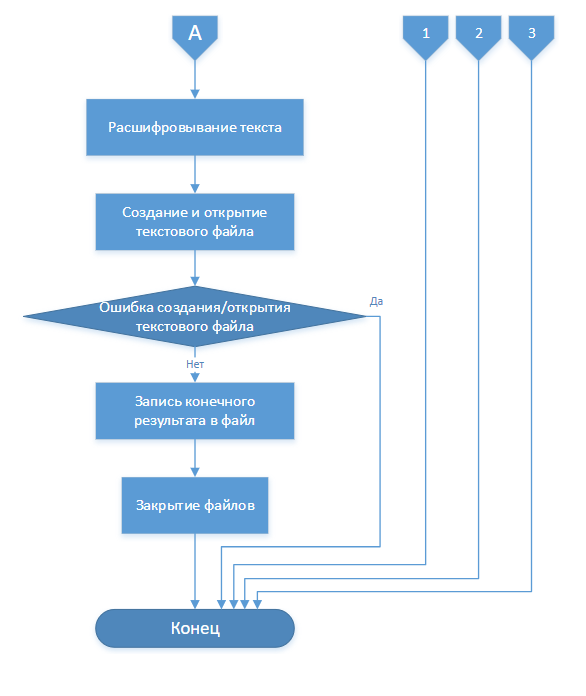 A
1
2
3
Расшифровывание текста
Создание и открытие
текстового файла
Ошибка создания/открытия
текстового файла
Да
Нет
Запись конечного
результата в файл
Закрытие файлов
Конец